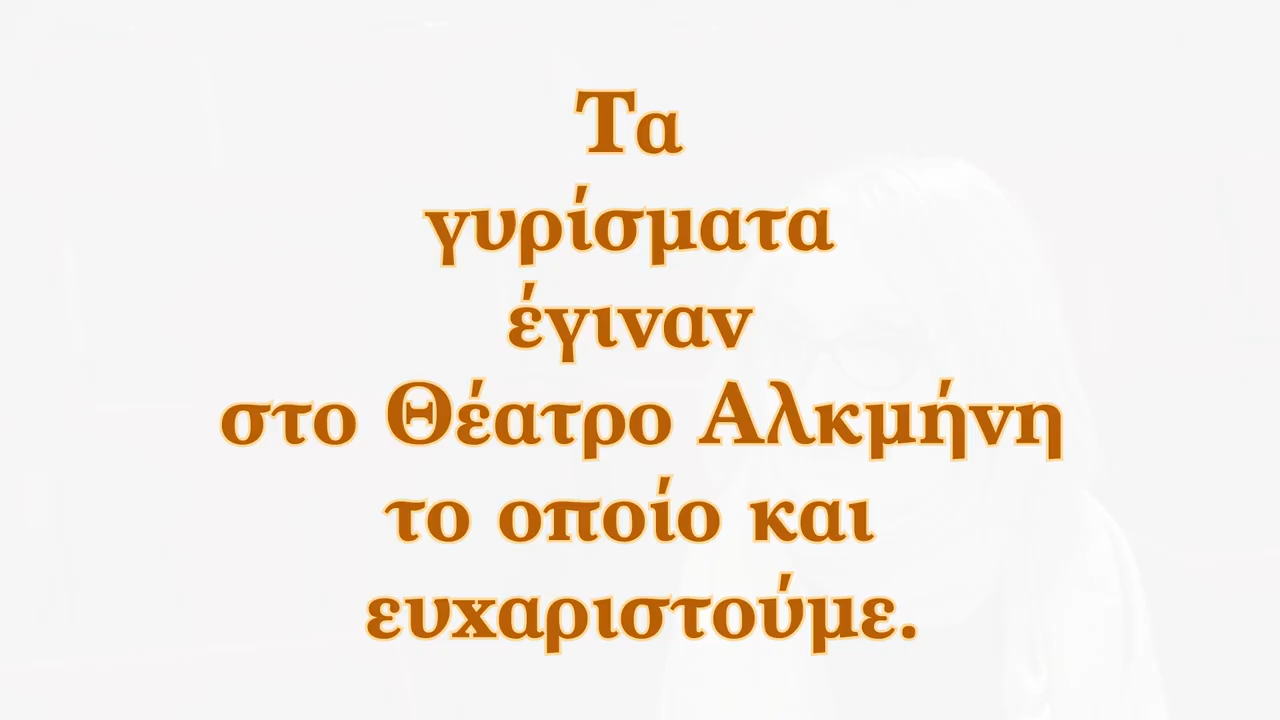 Τα
γυρίσματα
έγιναν
στο Θέατρο Αλκμήνη
το οποίο και
ευχαριστούμε.